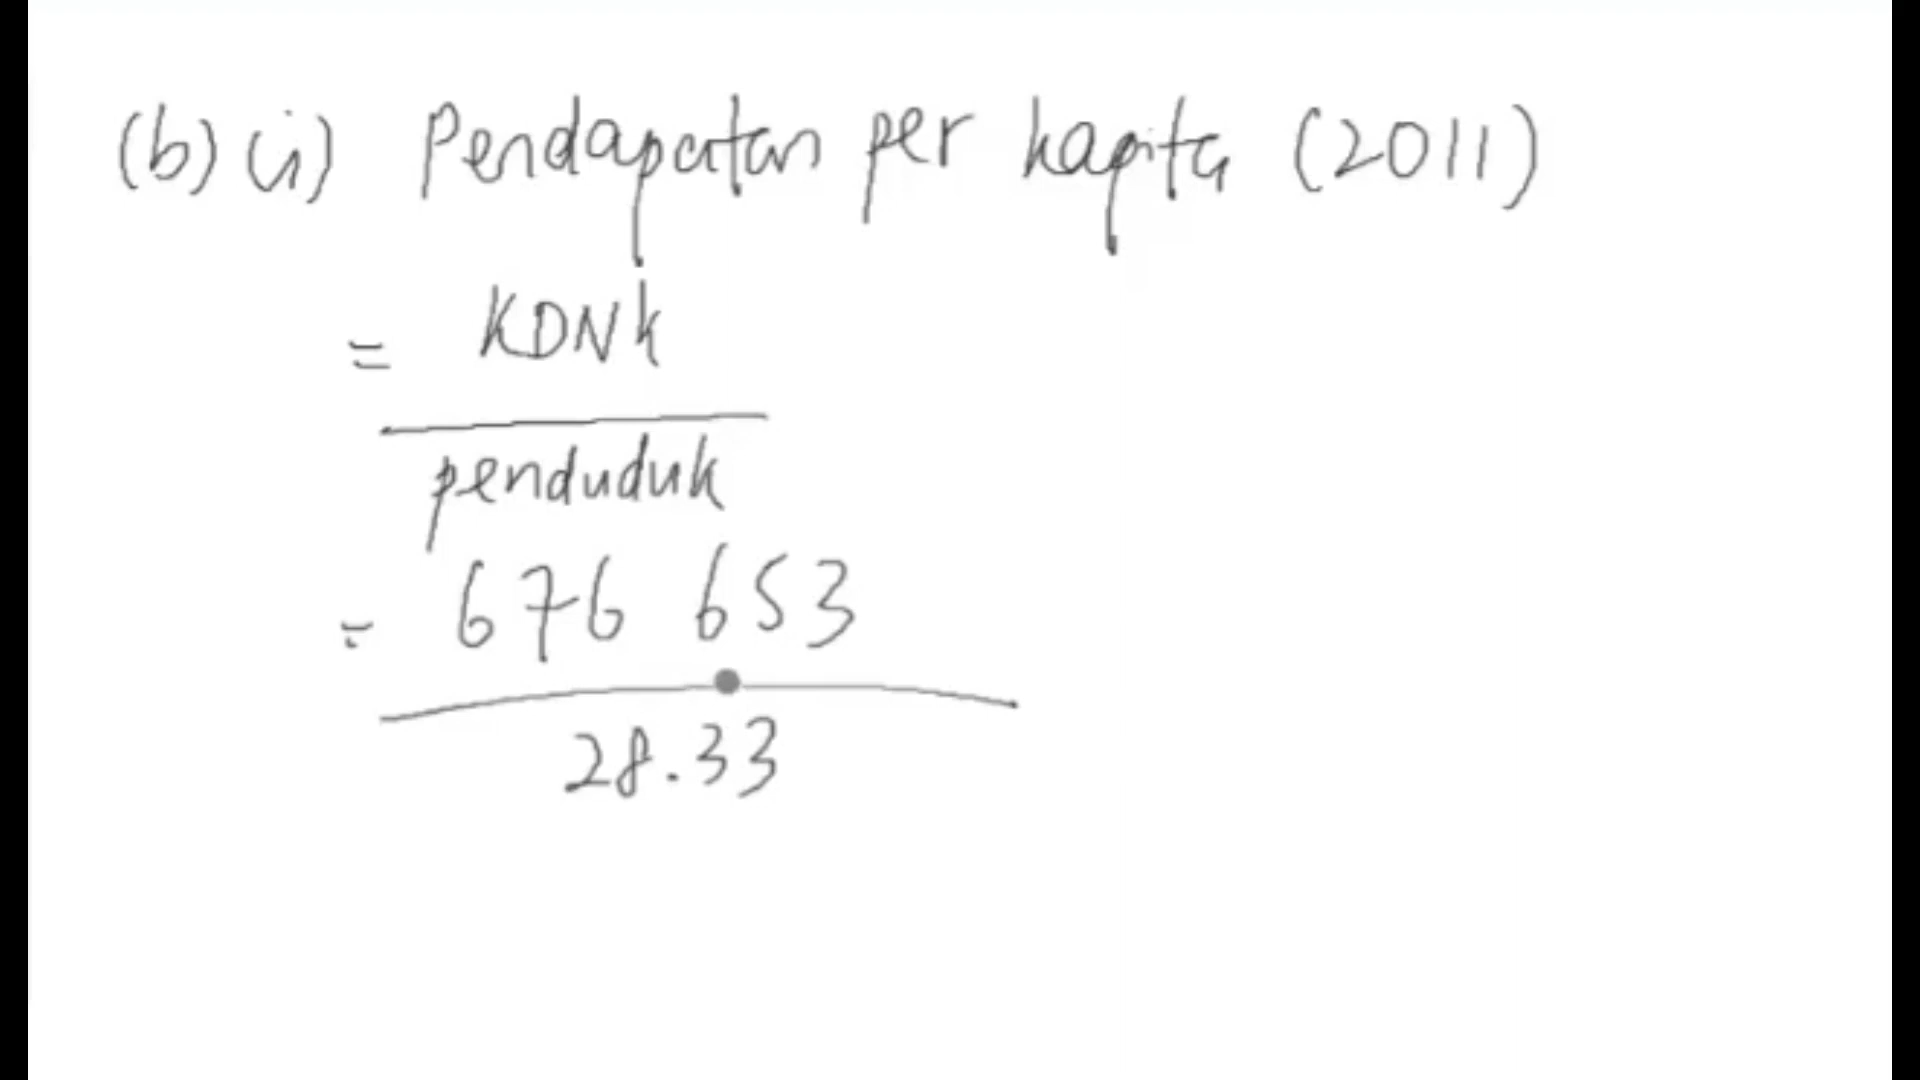 (b) (i) Pendapatan per kapita (2011)
= KDNK
penduduk
= 676 653
28.33